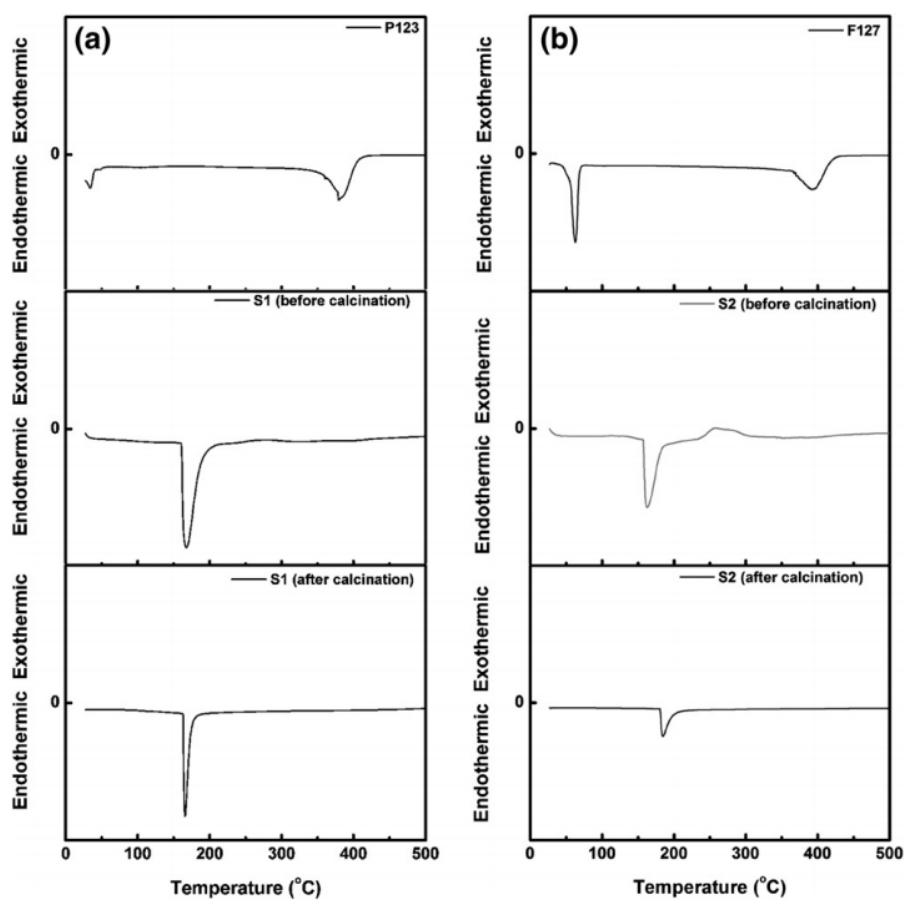 (a)
P123
Exothermic
0
Endothermic
S1 (before calcination)
Exothermic
0
Endothermic
S1 (after calcination)
Exothermic
0
Endothermic
0 100 200 300 400 500
Temperature (°C)
(b)
F127
Exothermic
0
Endothermic
S2 (before calcination)
Exothermic
0
Endothermic
S2 (after calcination)
Exothermic
0
Endothermic
0 100 200 300 400 500
Temperature (°C)